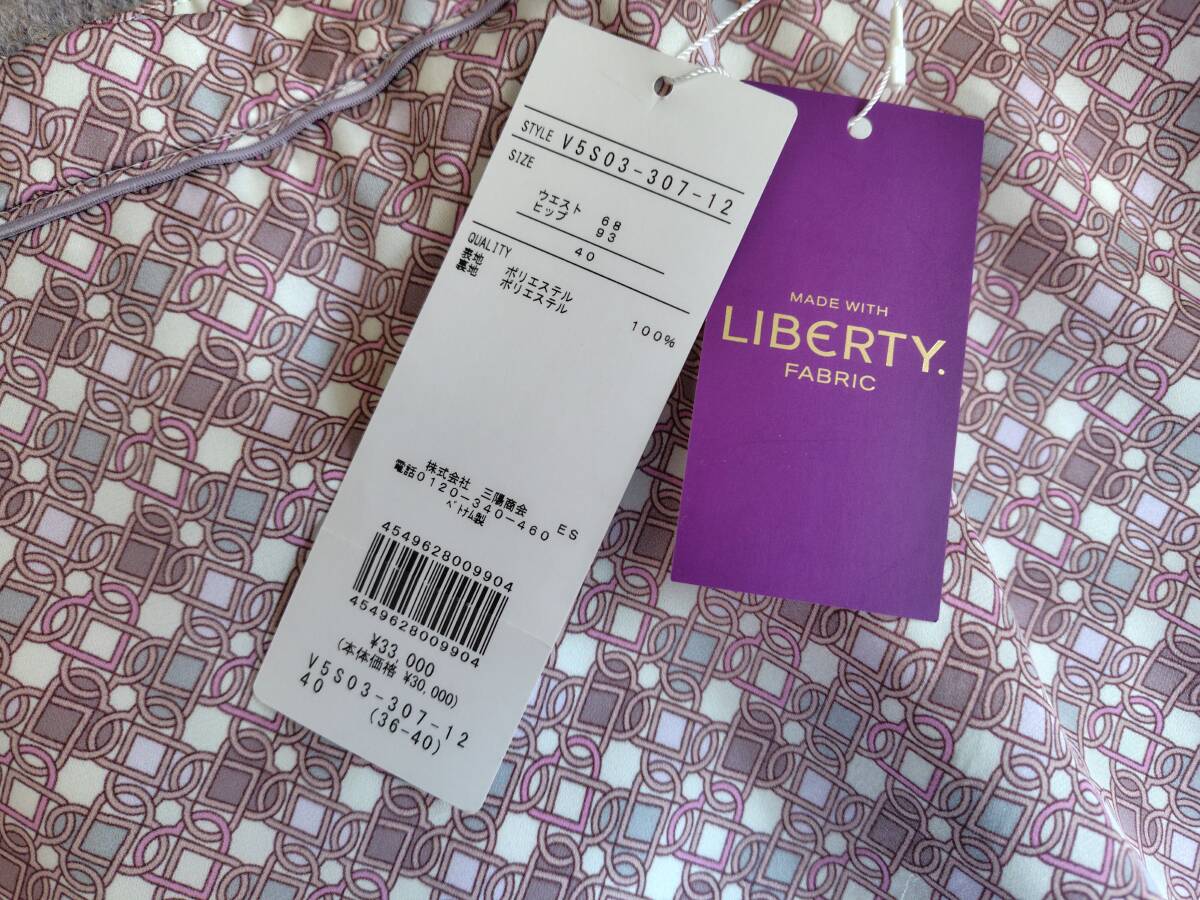 STYLE V5S03-307-12
SIZE
ウエスト 68
ヒップ 93
40
QUALITY
表地 ポリエステル
裏地 ポリエステル 100%
株式会社 三陽商会 ES
電話0120-340-460
ベトナム製
4549628009904
4549628009904
¥33,000
(本体価格 ¥30,000)
V5S03-307-12
40 (36-40)
MADE WITH
LIBERTY.
FABRIC